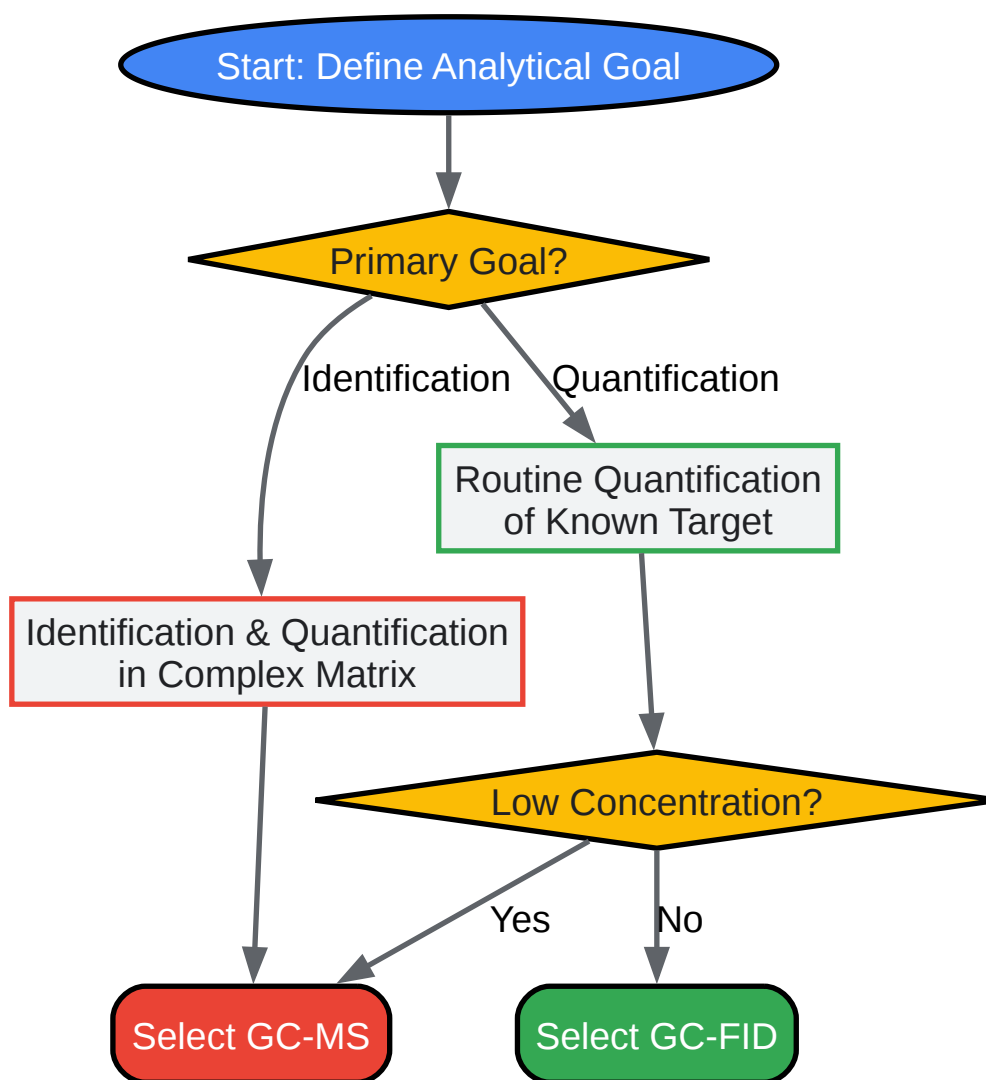 Start: Define Analytical Goal
Primary Goal?
Identification
Quantification
Routine Quantification
of Known Target
Identification & Quantification
in Complex Matrix
Low Concentration?
Yes
No
Select GC-MS
Select GC-FID